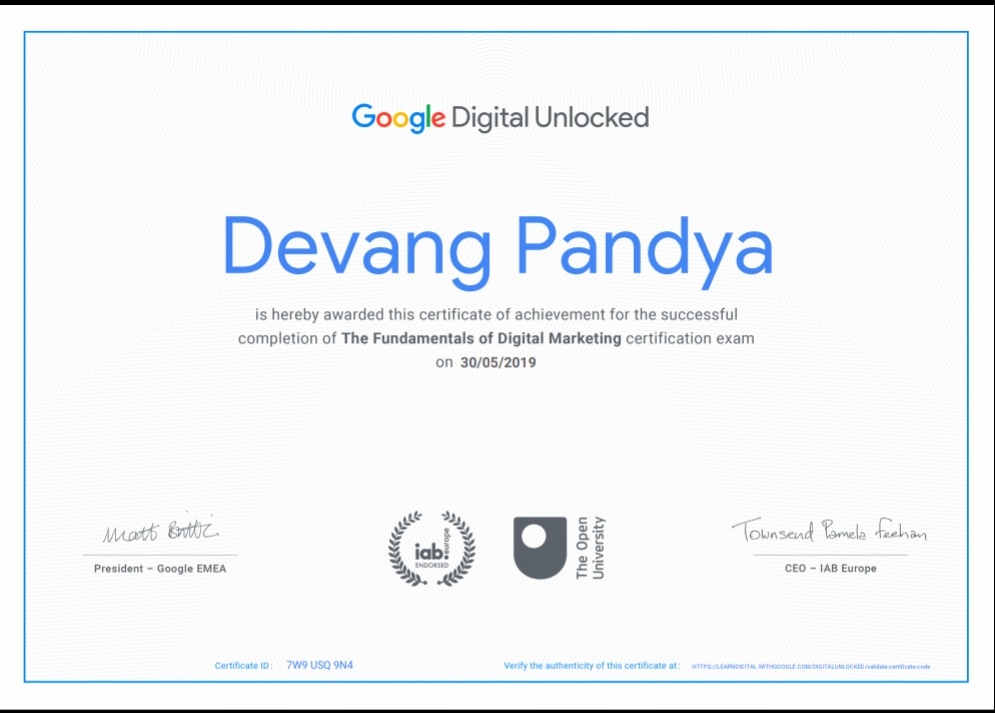 Google Digital Unlocked
Devang Pandya
is hereby awarded this certificate of achievement for the successful
completion of The Fundamentals of Digital Marketing certification exam
on 30/05/2019
Matt Brittin
President – Google EMEA
iab europe
ENDORSED
The Open
University
Townsend Pamela Feehan
CEO – IAB Europe
Certificate ID: 7W9 USQ 9N4
Verify the authenticity of this certificate at: HTTPS://LEARNDIGITAL.WITHGOOGLE.COM/DIGITALUNLOCKED/validate-certificate-code